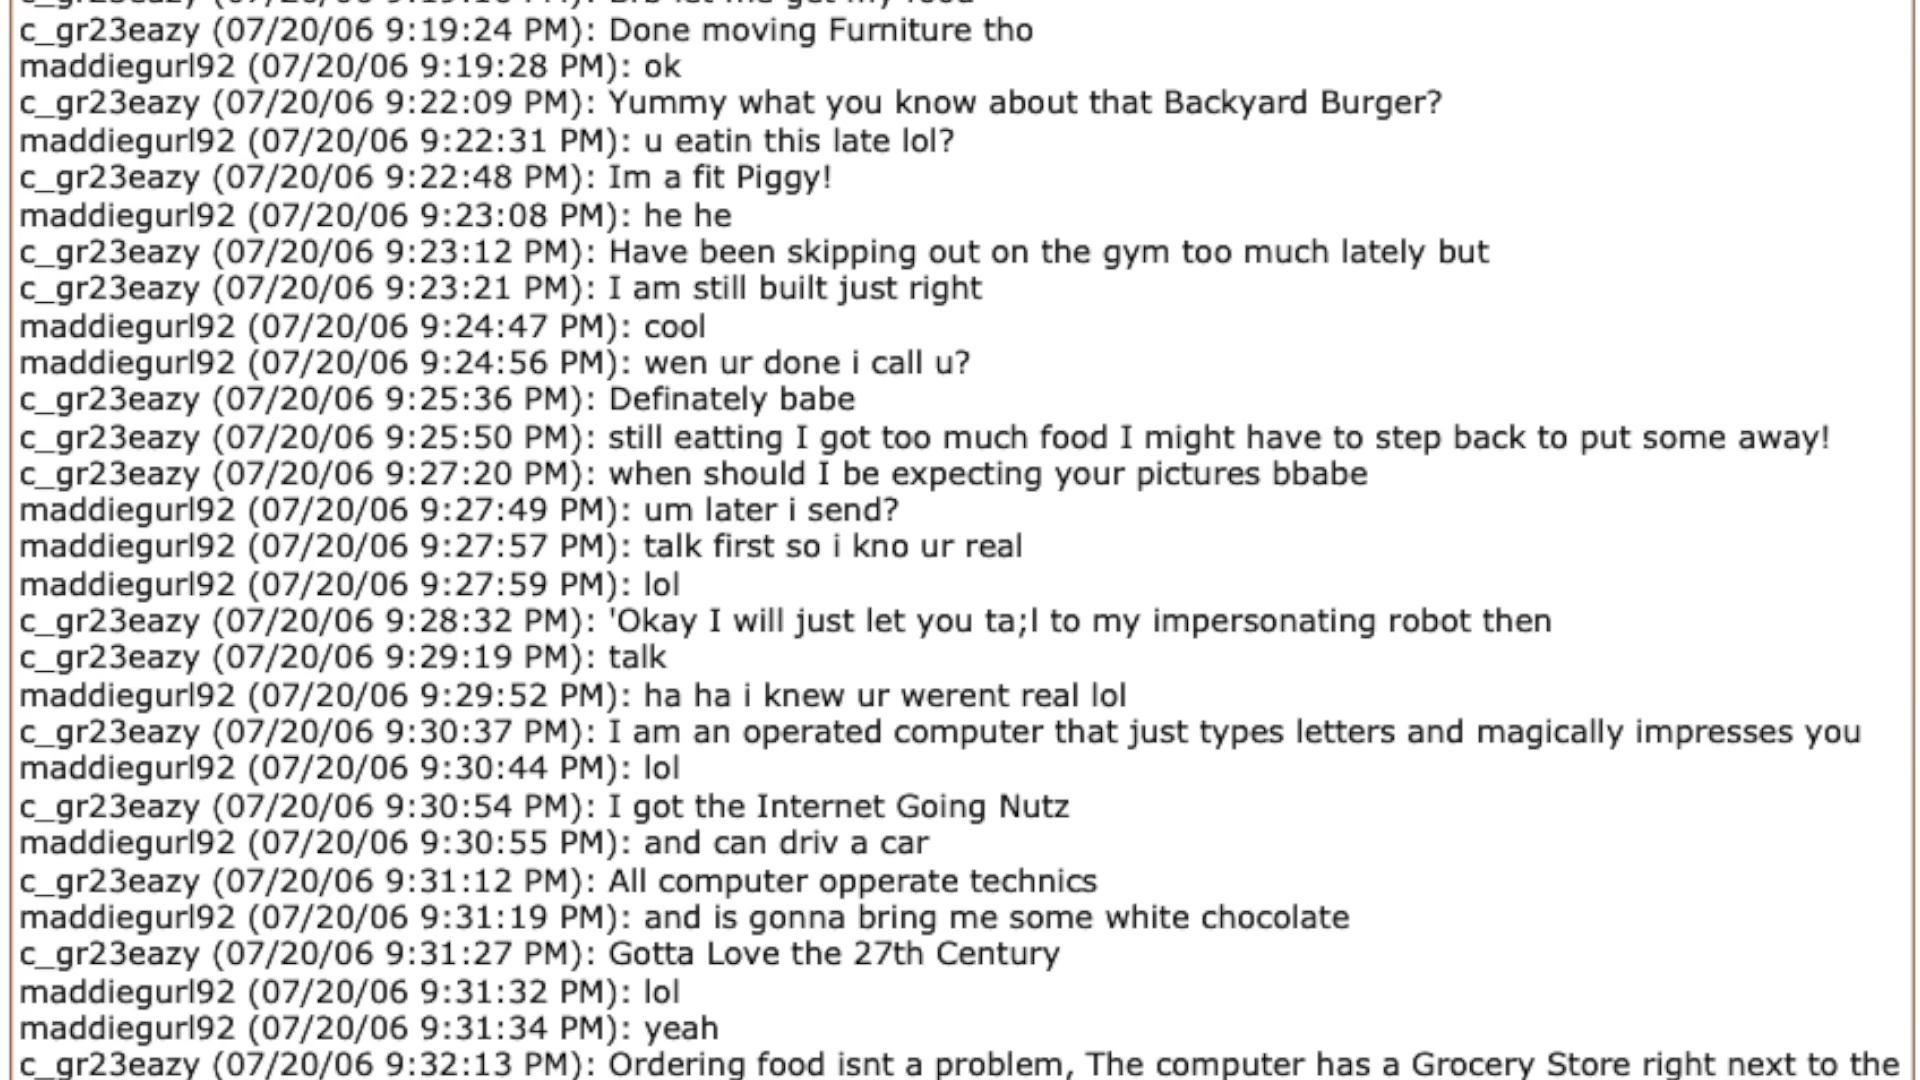 c_gr23eazy (07/20/06 9:19:16 PM): Brb let me get my food
c_gr23eazy (07/20/06 9:19:24 PM): Done moving Furniture tho
maddiegurl92 (07/20/06 9:19:28 PM): ok
c_gr23eazy (07/20/06 9:22:09 PM): Yummy what you know about that Backyard Burger?
maddiegurl92 (07/20/06 9:22:31 PM): u eatin this late lol?
c_gr23eazy (07/20/06 9:22:48 PM): Im a fit Piggy!
maddiegurl92 (07/20/06 9:23:08 PM): he he
c_gr23eazy (07/20/06 9:23:12 PM): Have been skipping out on the gym too much lately but
c_gr23eazy (07/20/06 9:23:21 PM): I am still built just right
maddiegurl92 (07/20/06 9:24:47 PM): cool
maddiegurl92 (07/20/06 9:24:56 PM): wen ur done i call u?
c_gr23eazy (07/20/06 9:25:36 PM): Definately babe
c_gr23eazy (07/20/06 9:25:50 PM): still eatting I got too much food I might have to step back to put some away!
c_gr23eazy (07/20/06 9:27:20 PM): when should I be expecting your pictures bbabe
maddiegurl92 (07/20/06 9:27:49 PM): um later i send?
maddiegurl92 (07/20/06 9:27:57 PM): talk first so i kno ur real
maddiegurl92 (07/20/06 9:27:59 PM): lol
c_gr23eazy (07/20/06 9:28:32 PM): 'Okay I will just let you ta;l to my impersonating robot then
c_gr23eazy (07/20/06 9:29:19 PM): talk
maddiegurl92 (07/20/06 9:29:52 PM): ha ha i knew ur werent real lol
c_gr23eazy (07/20/06 9:30:37 PM): I am an operated computer that just types letters and magically impresses you
maddiegurl92 (07/20/06 9:30:44 PM): lol
c_gr23eazy (07/20/06 9:30:54 PM): I got the Internet Going Nutz
maddiegurl92 (07/20/06 9:30:55 PM): and can driv a car
c_gr23eazy (07/20/06 9:31:12 PM): All computer opperate technics
maddiegurl92 (07/20/06 9:31:19 PM): and is gonna bring me some white chocolate
c_gr23eazy (07/20/06 9:31:27 PM): Gotta Love the 27th Century
maddiegurl92 (07/20/06 9:31:32 PM): lol
maddiegurl92 (07/20/06 9:31:34 PM): yeah
c_gr23eazy (07/20/06 9:32:13 PM): Ordering food isnt a problem, The computer has a Grocery Store right next to the